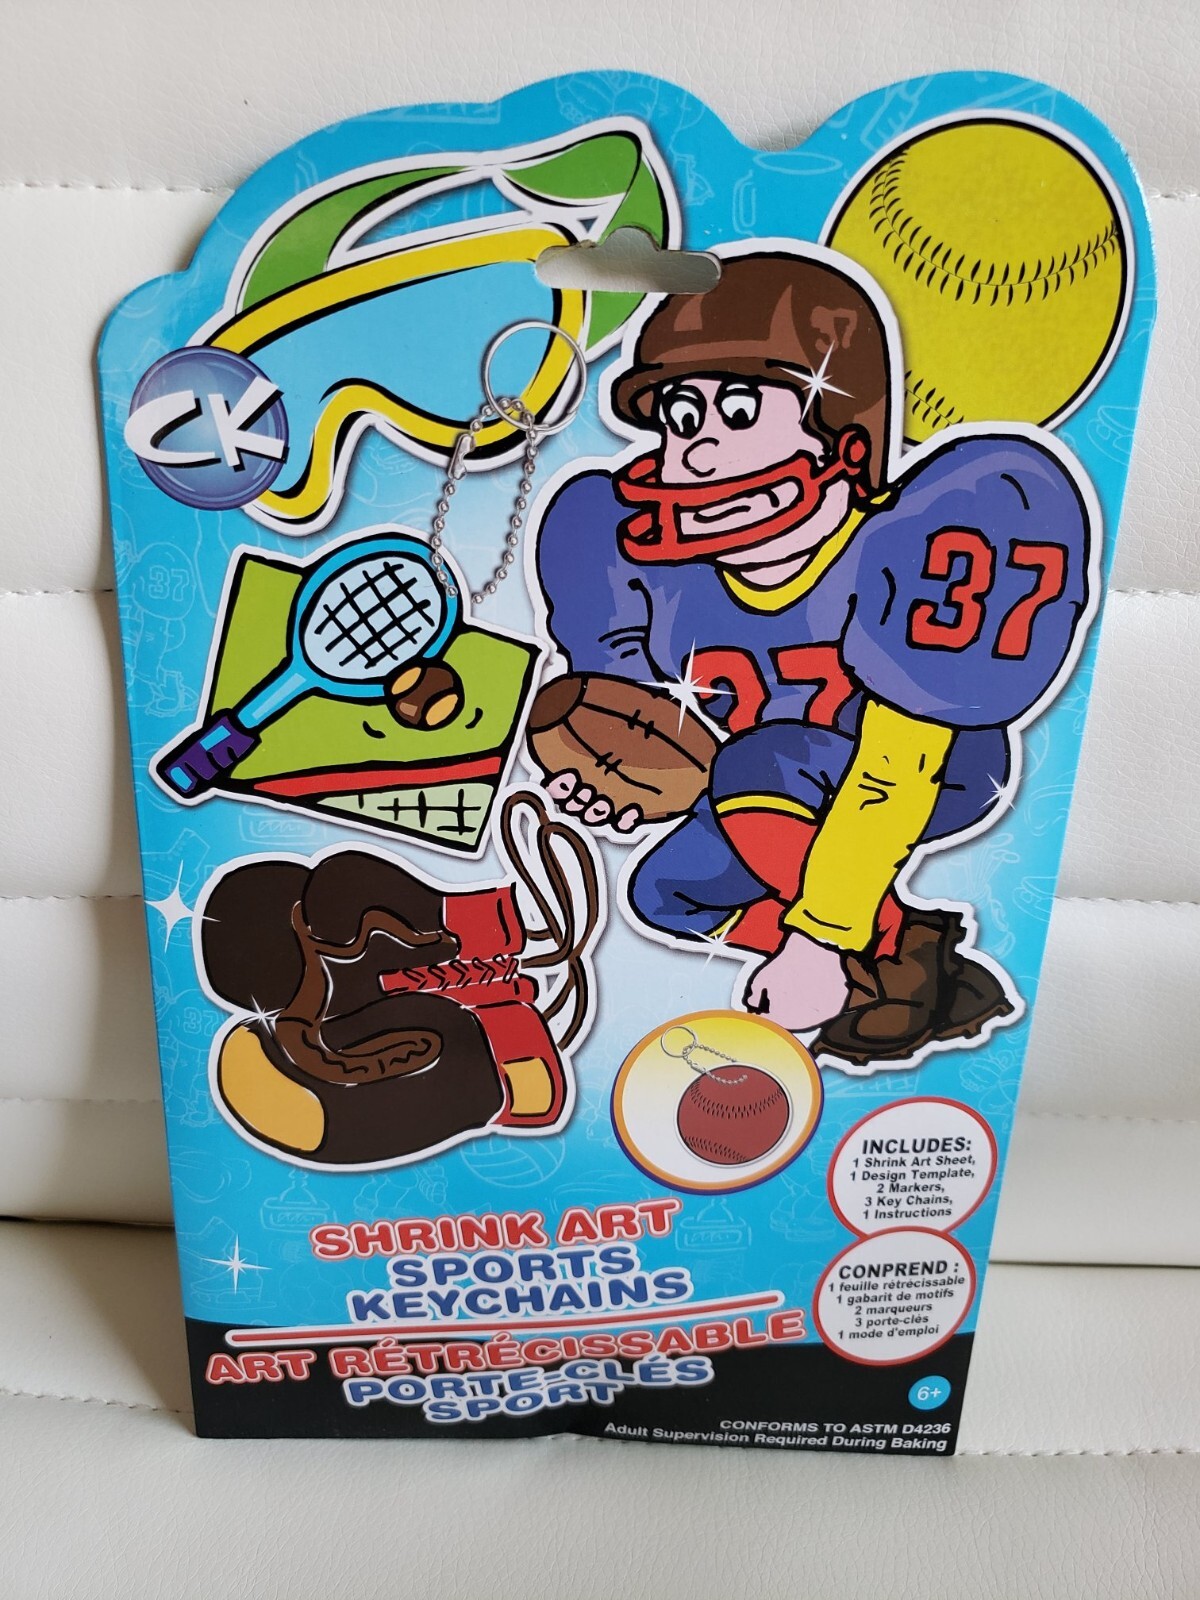 CK
37
37
37
INCLUDES:
1 Shrink Art Sheet,
1 Design Template,
2 Markers,
3 Key Chains,
1 Instructions
SHRINK ART
SPORTS
KEYCHAINS
CONPREND :
1 feuille rétrécissable
1 gabarit de motifs
2 marqueurs
3 porte-clés
1 mode d'emploi
ART RÉTRÉCISSABLE
PORTE-CLÉS
SPORT
6+
CONFORMS TO ASTM D4236
Adult Supervision Required During Baking